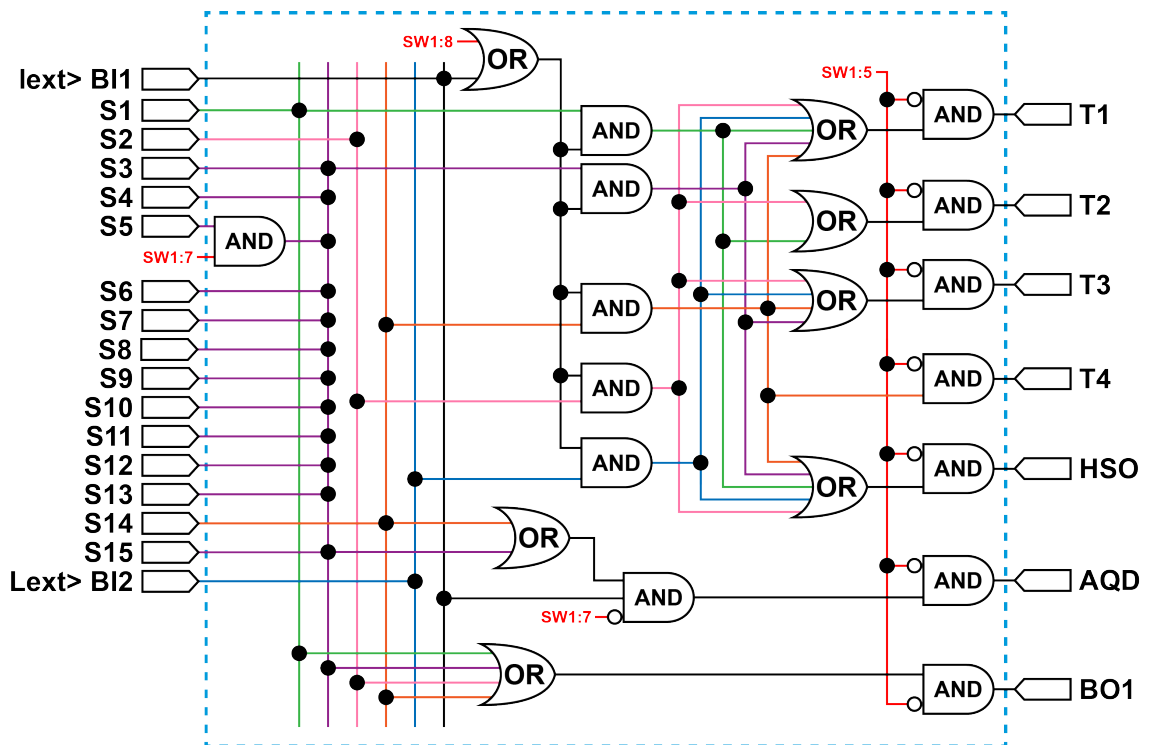 SW1:8
OR
Iext> BI1
SW1:5
S1
AND
OR
AND
T1
S2
S3
AND
S4
OR
AND
T2
S5
AND
SW1:7
S6
AND
OR
AND
T3
S7
S8
S9
AND
AND
T4
S10
S11
S12
AND
OR
AND
HSO
S13
S14
OR
S15
Lext> BI2
AND
AND
AQD
SW1:7
OR
AND
BO1